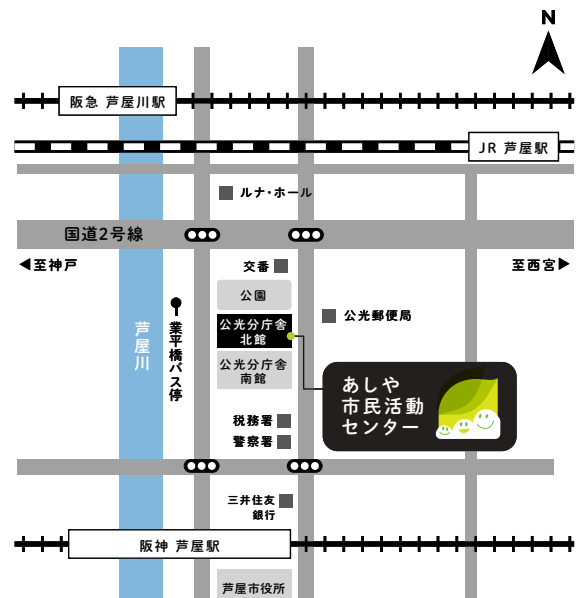 N
阪急 芦屋川駅
JR 芦屋駅
ルナ・ホール
国道2号線
◀至神戸
至西宮▶
交番
公園
公光分庁舎
北館
公光郵便局
業平橋バス停
芦屋川
公光分庁舎
南館
あしや
市民活動
センター
税務署
警察署
三井住友
銀行
阪神 芦屋駅
芦屋市役所